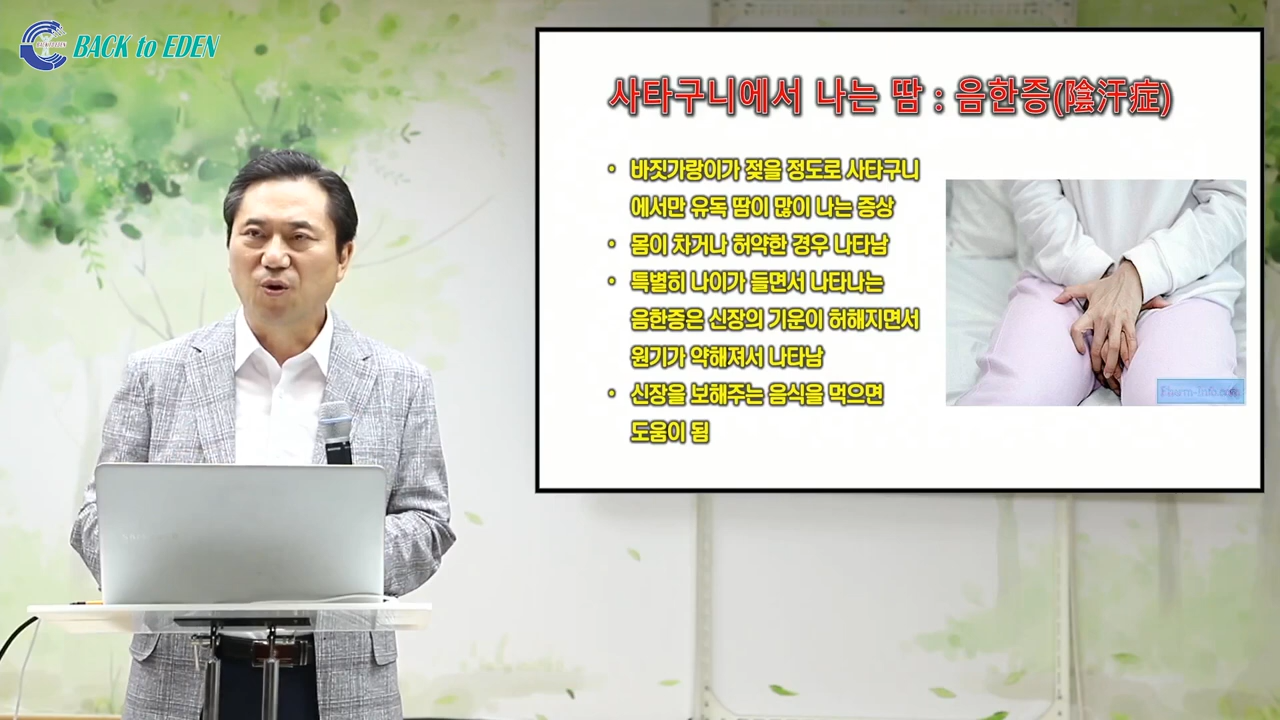 BACK to EDEN
사타구니에서 나는 땀 : 음한증(陰汗症)
• 바짓가랑이가 젖을 정도로 사타구니
에서만 유독 땀이 많이 나는 증상
• 몸이 차거나 허약한 경우 나타남
• 특별히 나이가 들면서 나타나는
음한증은 신장의 기운이 허해지면서
원기가 약해져서 나타남
• 신장을 보해주는 음식을 먹으면
도움이 됨